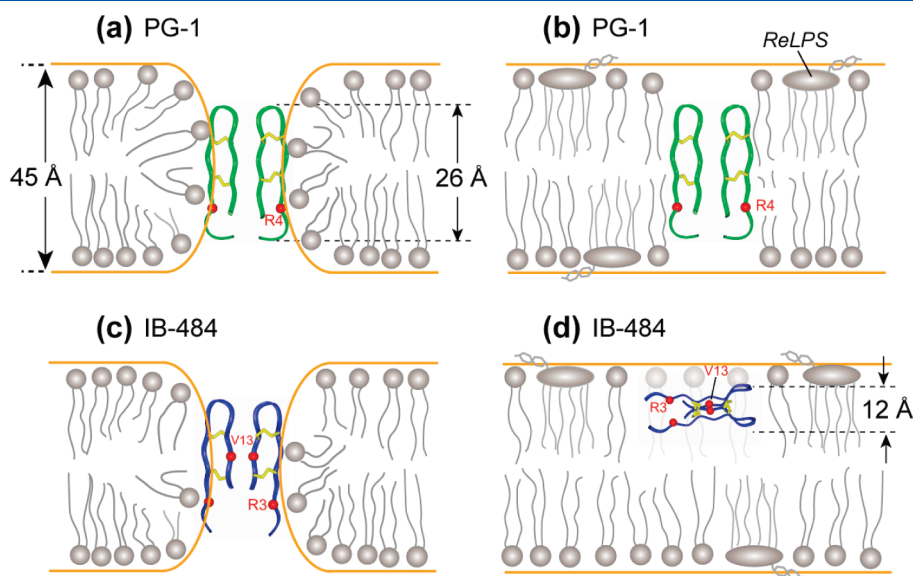 (a) PG-1
(b) PG-1
ReLPS
45 Å
26 Å
R4
R4
(c) IB-484
(d) IB-484
V13
R3
V13
R3
12 Å